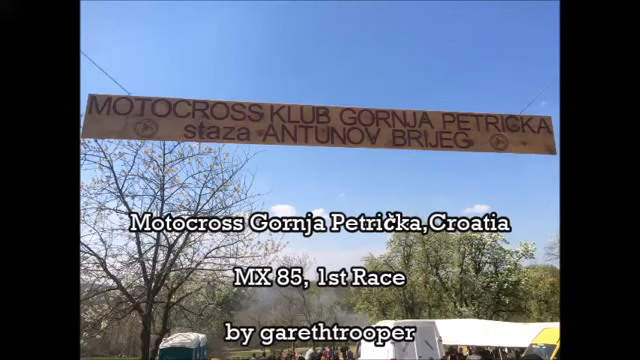 MOTOCROSS KLUB GORNJA PETRIČKA
staza ANTUNOV BRIJEG
Motocross Gornja Petrička,Croatia
MX 85, 1st Race
by garethtrooper